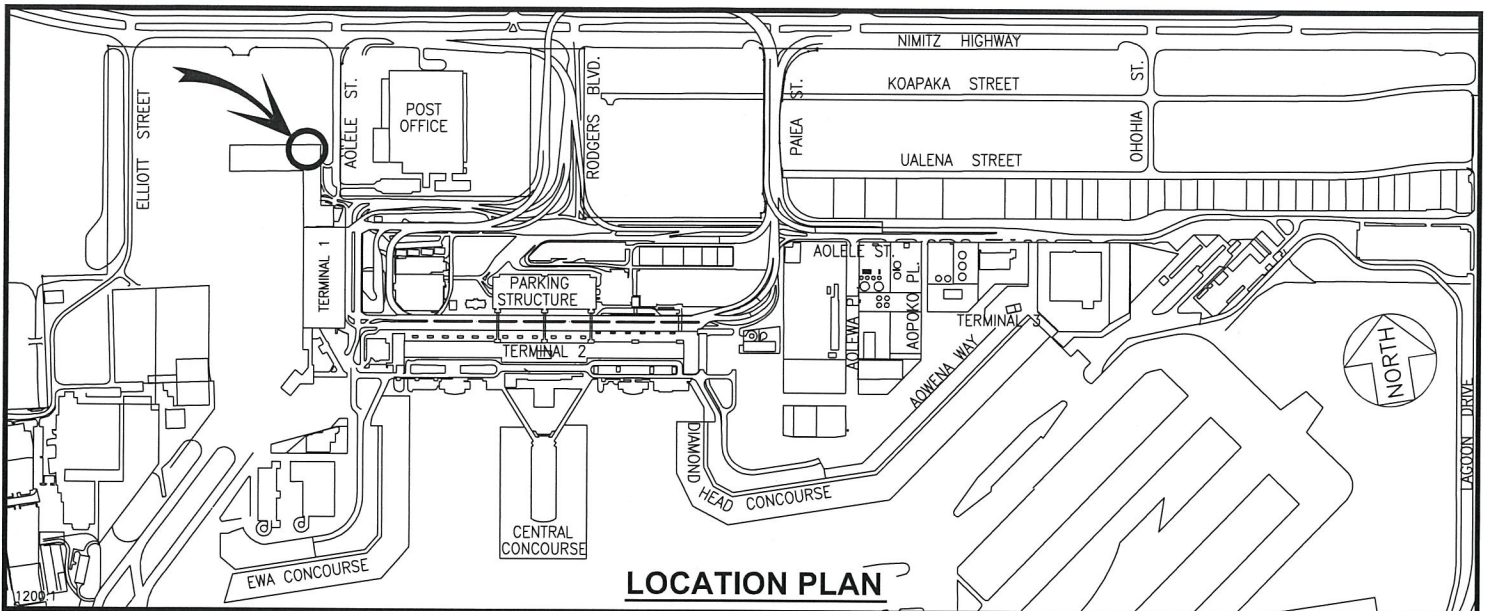 NIMITZ HIGHWAY
KOAPAKA STREET
OHOHIA ST.
UALENA STREET
PAIEA ST.
RODGERS BLVD.
POST
OFFICE
AOLELE ST.
ELLIOTT STREET
TERMINAL 1
PARKING
STRUCTURE
TERMINAL 2
AOLELE ST.
AOLEWA PL.
AOPOKO PL.
TERMINAL 3
AOWENA WAY
NORTH
LAGOON DRIVE
DIAMOND HEAD CONCOURSE
CENTRAL
CONCOURSE
EWA CONCOURSE
LOCATION PLAN
1200.1